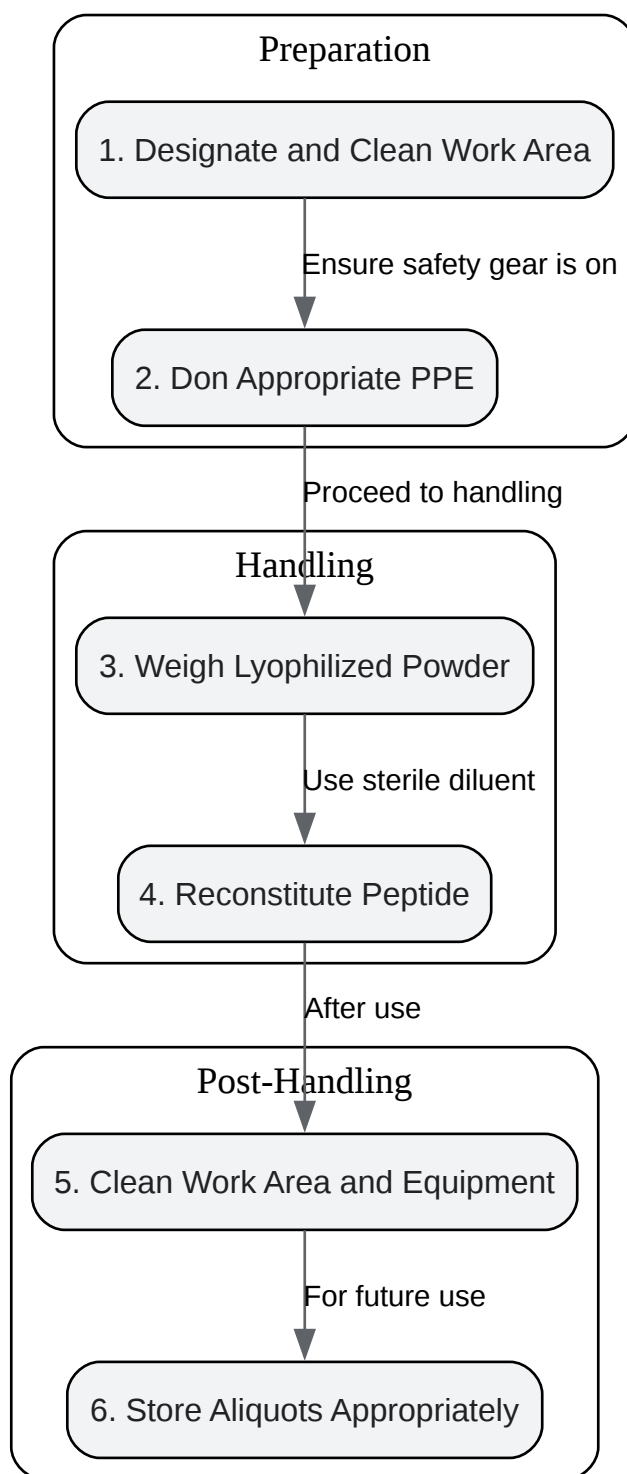 Preparation
1. Designate and Clean Work Area
Ensure safety gear is on
2. Don Appropriate PPE
Proceed to handling
Handling
3. Weigh Lyophilized Powder
Use sterile diluent
4. Reconstitute Peptide
After use
Post-Handling
5. Clean Work Area and Equipment
For future use
6. Store Aliquots Appropriately